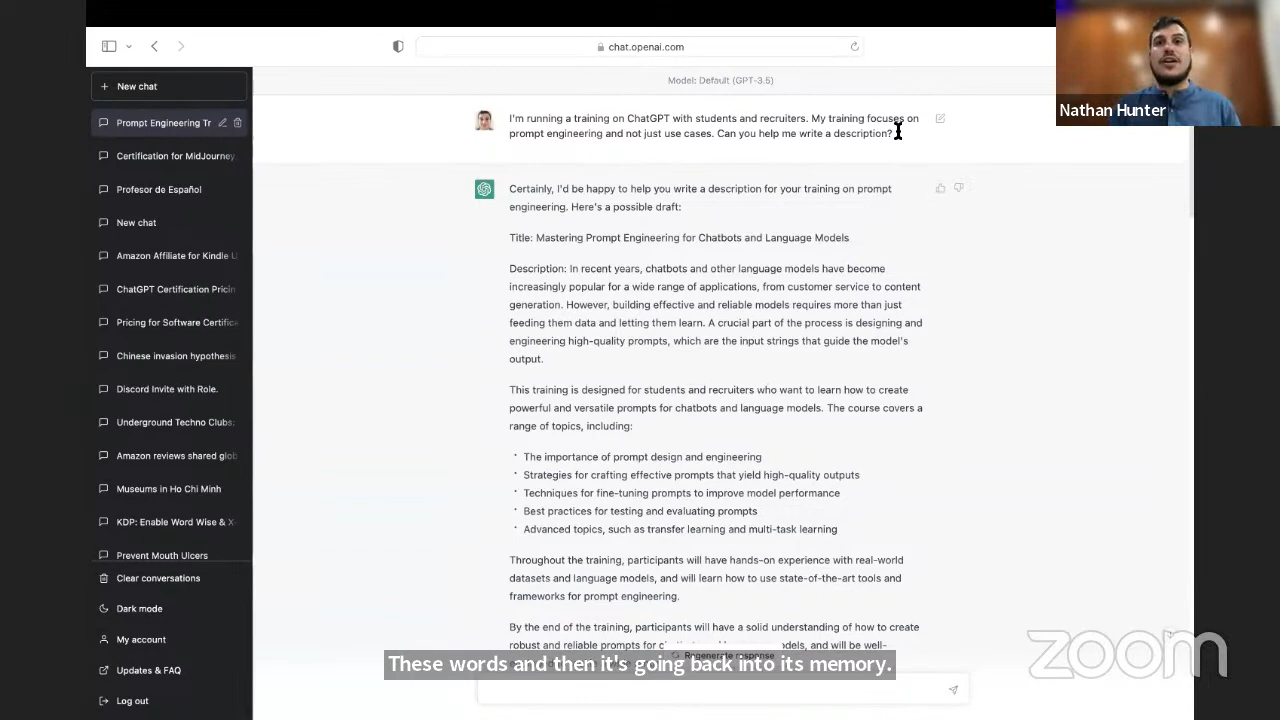 chat.openai.com
Nathan Hunter
New chat
Prompt Engineering Tr
Certification for MidJourney
Profesor de Español
New chat
Amazon Affiliate for Kindle U
ChatGPT Certification Pricin
Pricing for Software Certifica
Chinese invasion hypothesis
Discord Invite with Role.
Underground Techno Clubs:
Amazon reviews shared glob
Museums in Ho Chi Minh
KDP: Enable Word Wise & X-
Prevent Mouth Ulcers
Clear conversations
Dark mode
My account
Updates & FAQ
Log out
Model: Default (GPT-3.5)
I'm running a training on ChatGPT with students and recruiters. My training focuses on
prompt engineering and not just use cases. Can you help me write a description?
Certainly, I'd be happy to help you write a description for your training on prompt
engineering. Here's a possible draft:
Title: Mastering Prompt Engineering for Chatbots and Language Models
Description: In recent years, chatbots and other language models have become
increasingly popular for a wide range of applications, from customer service to content
generation. However, building effective and reliable models requires more than just
feeding them data and letting them learn. A crucial part of the process is designing and
engineering high-quality prompts, which are the input strings that guide the model's
output.
This training is designed for students and recruiters who want to learn how to create
powerful and versatile prompts for chatbots and language models. The course covers a
range of topics, including:
· The importance of prompt design and engineering
· Strategies for crafting effective prompts that yield high-quality outputs
· Techniques for fine-tuning prompts to improve model performance
· Best practices for testing and evaluating prompts
· Advanced topics, such as transfer learning and multi-task learning
Throughout the training, participants will have hands-on experience with real-world
datasets and language models, and will learn how to use state-of-the-art tools and
frameworks for prompt engineering.
By the end of the training, participants will have a solid understanding of how to create
robust and reliable prompts for models, and will be well-
Regenerate response
These words and then it's going back into its memory.
zoom